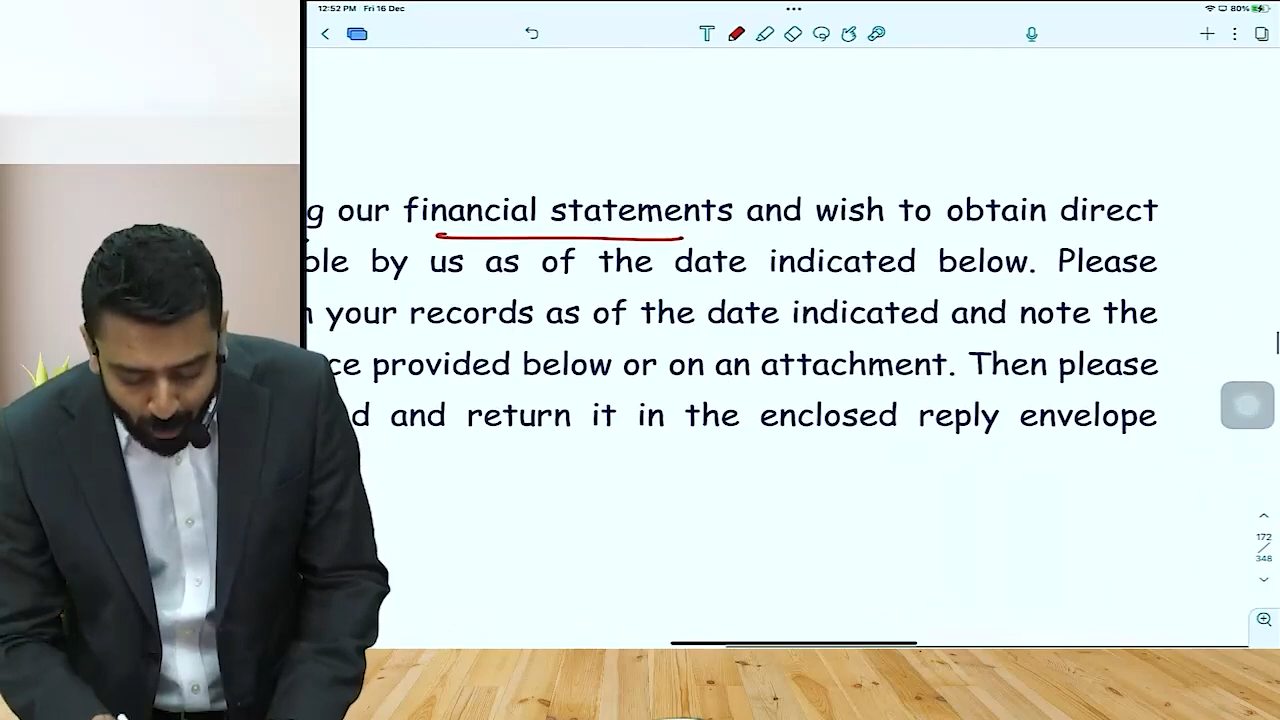 12:52 PM Fri 16 Dec
80%
T
our financial statements and wish to obtain direct
by us as of the date indicated below. Please
your records as of the date indicated and note the
provided below or on an attachment. Then please
and return it in the enclosed reply envelope
172
348